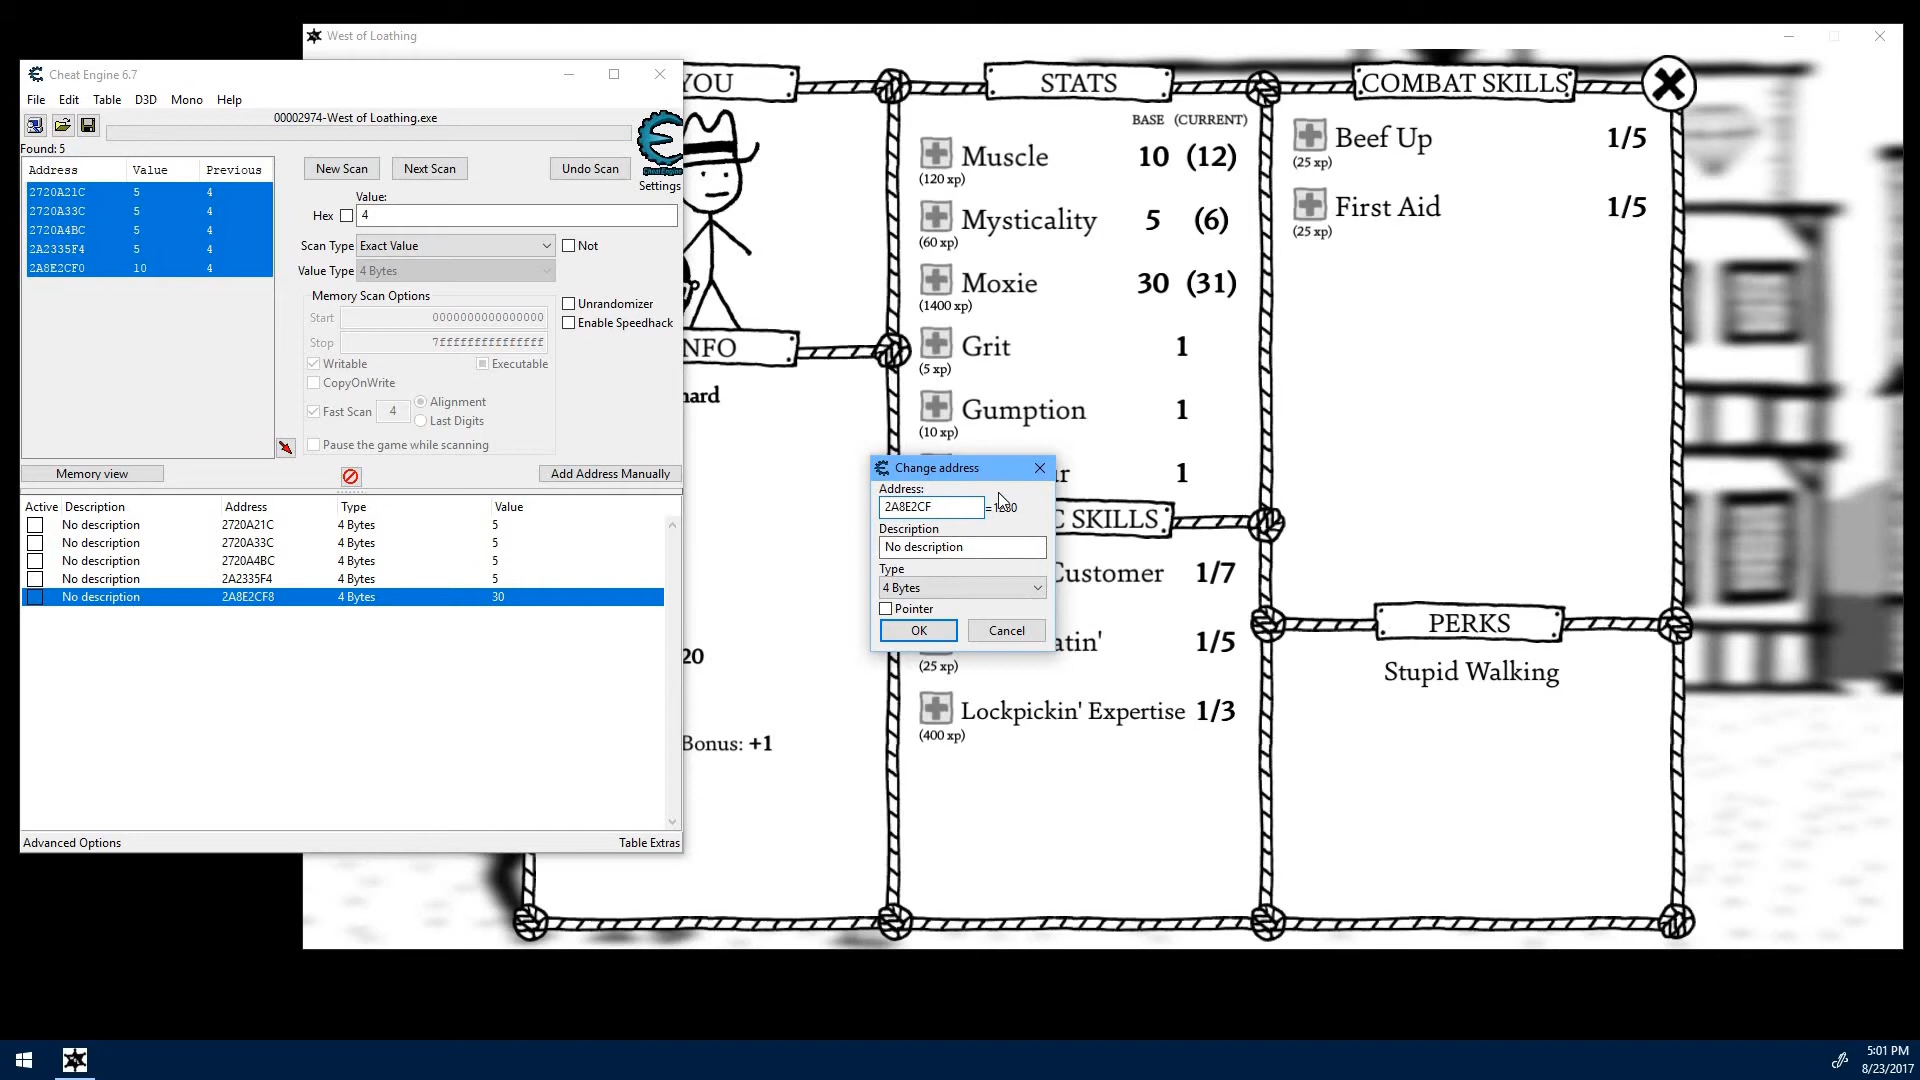 West of Loathing
Cheat Engine 6.7
File Edit Table D3D Mono Help
00002974-West of Loathing.exe
Found: 5
Address Value Previous
2720A21C 5 4
2720A33C 5 4
2720A4BC 5 4
2A2335F4 5 4
2A8E2CF0 10 4
New Scan Next Scan Undo Scan
Cheat Engine
Settings
Value:
Hex 4
Scan Type Exact Value Not
Value Type 4 Bytes
Memory Scan Options
Start 0000000000000000
Stop 7fffffffffffffff
Writable Executable
CopyOnWrite
Fast Scan 4 Alignment
Last Digits
Pause the game while scanning
Unrandomizer
Enable Speedhack
Memory view Add Address Manually
Active Description Address Type Value
No description 2720A21C 4 Bytes 5
No description 2720A33C 4 Bytes 5
No description 2720A4BC 4 Bytes 5
No description 2A2335F4 4 Bytes 5
No description 2A8E2CF8 4 Bytes 30
Advanced Options Table Extras
YOU
NFO
nard
20
Bonus: +1
STATS
BASE (CURRENT)
Muscle 10 (12)
(120 xp)
Mysticality 5 (6)
(60 xp)
Moxie 30 (31)
(1400 xp)
Grit 1
(5 xp)
Gumption 1
(10 xp)
1
C SKILLS
Customer 1/7
atin' 1/5
(25 xp)
Lockpickin' Expertise 1/3
(400 xp)
Change address
Address:
2A8E2CF
Description
No description
Type
4 Bytes
Pointer
OK Cancel
COMBAT SKILLS
Beef Up 1/5
(25 xp)
First Aid 1/5
(25 xp)
PERKS
Stupid Walking
5:01 PM
8/23/2017